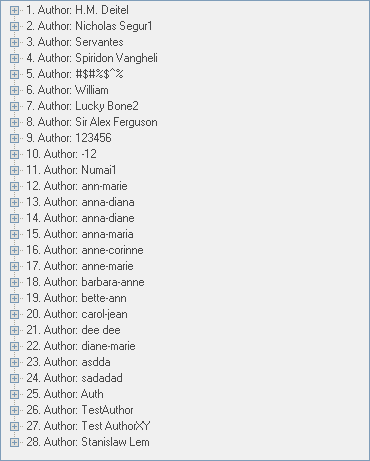 1. Author: H.M. Deitel
2. Author: Nicholas Segur1
3. Author: Servantes
4. Author: Spiridon Vangheli
5. Author: #$#%$^%
6. Author: William
7. Author: Lucky Bone2
8. Author: Sir Alex Ferguson
9. Author: 123456
10. Author: -12
11. Author: Numai1
12. Author: ann-marie
13. Author: anna-diana
14. Author: anna-diane
15. Author: anna-maria
16. Author: anne-corinne
17. Author: anne-marie
18. Author: barbara-anne
19. Author: bette-ann
20. Author: carol-jean
21. Author: dee dee
22. Author: diane-marie
23. Author: asdda
24. Author: sadadad
25. Author: Auth
26. Author: TestAuthor
27. Author: Test AuthorXY
28. Author: Stanislaw Lem